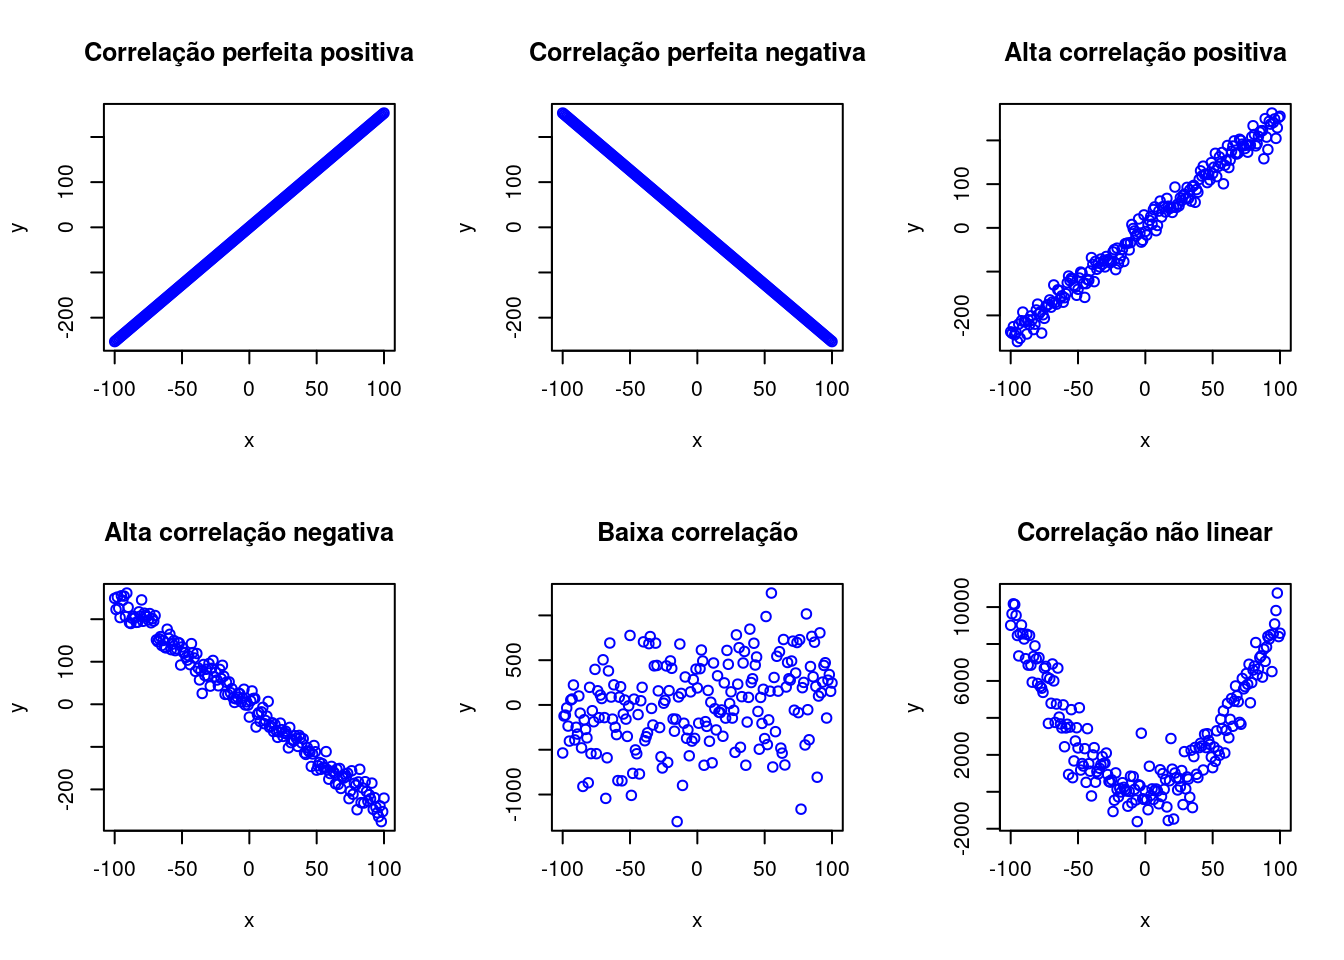 Correlação perfeita positiva
y
-200 0 100
-100 -50 0 50 100
x
Correlação perfeita negativa
y
-200 0 100
-100 -50 0 50 100
x
Alta correlação positiva
y
-200 0 100
-100 -50 0 50 100
x
Alta correlação negativa
y
-200 0 100
-100 -50 0 50 100
x
Baixa correlação
y
-1000 0 500
-100 -50 0 50 100
x
Correlação não linear
y
-2000 2000 6000 10000
-100 -50 0 50 100
x